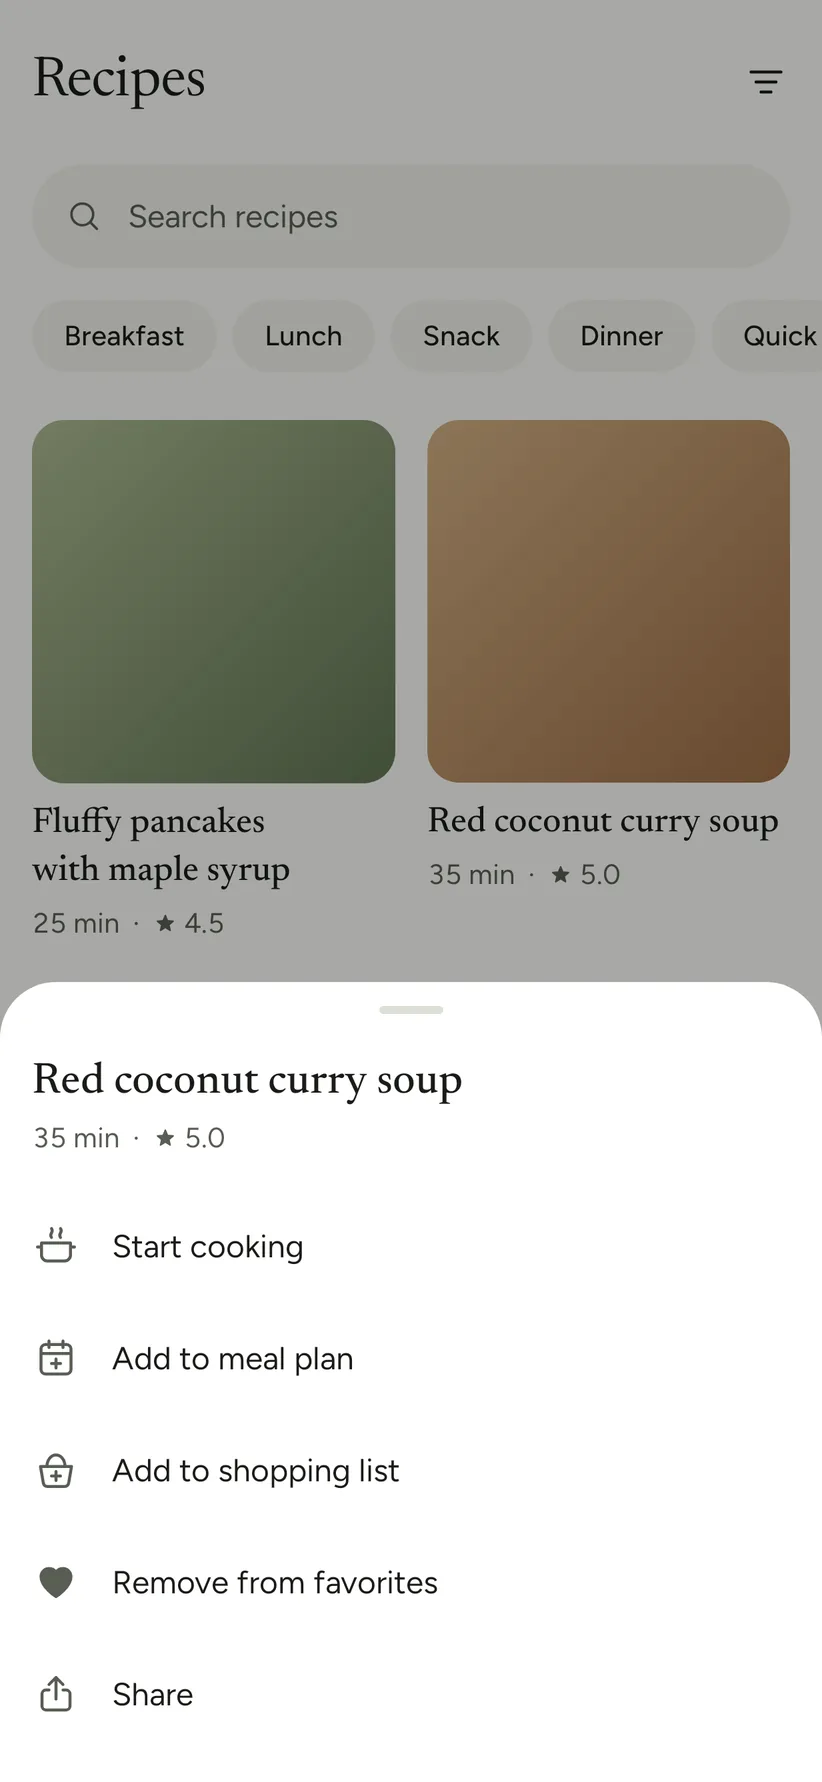 Recipes
Search recipes
Breakfast Lunch Snack Dinner Quick
Fluffy pancakes
with maple syrup
25 min · ★ 4.5
Red coconut curry soup
35 min · ★ 5.0
Red coconut curry soup
35 min · ★ 5.0
Start cooking
Add to meal plan
Add to shopping list
Remove from favorites
Share